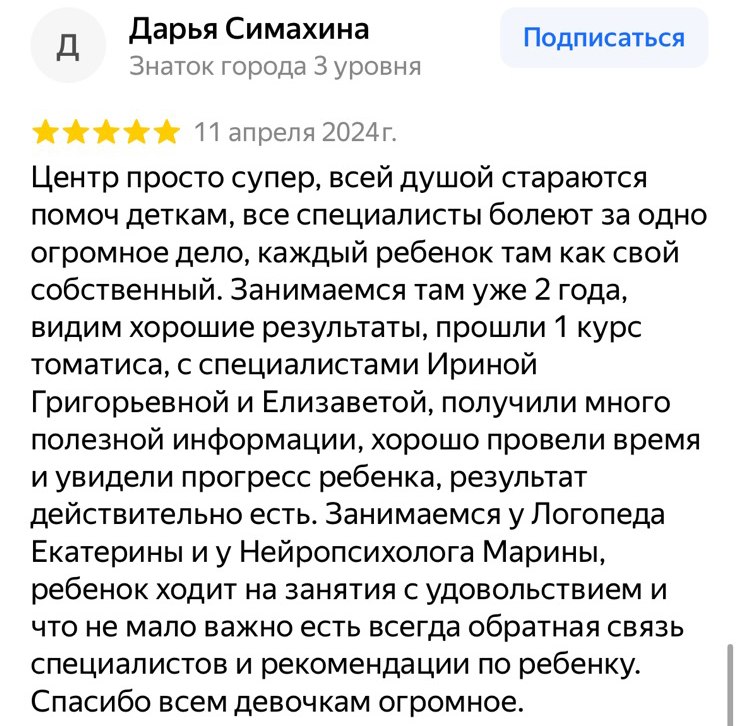 Д
Дарья Симахина
Подписаться
Знаток города 3 уровня
11 апреля 2024 г.
Центр просто супер, всей душой стараются
помоч деткам, все специалисты болеют за одно
огромное дело, каждый ребенок там как свой
собственный. Занимаемся там уже 2 года,
видим хорошие результаты, прошли 1 курс
томатиса, с специалистами Ириной
Григорьевной и Елизаветой, получили много
полезной информации, хорошо провели время
и увидели прогресс ребенка, результат
действительно есть. Занимаемся у Логопеда
Екатерины и у Нейропсихолога Марины,
ребенок ходит на занятия с удовольствием и
что не мало важно есть всегда обратная связь
специалистов и рекомендации по ребенку.
Спасибо всем девочкам огромное.